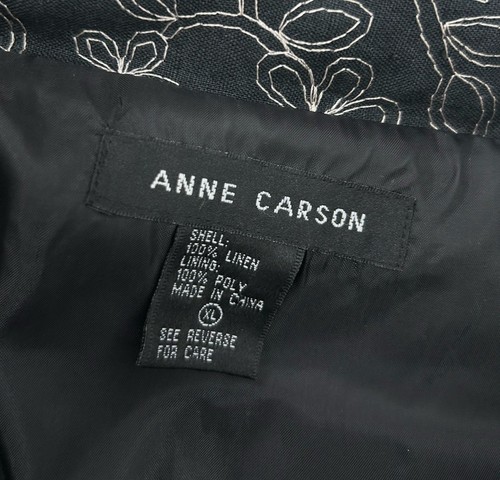 ANNE CARSON
SHELL:
100% LINEN
LINING:
100% POLY
MADE IN CHINA
XL
SEE REVERSE
FOR CARE